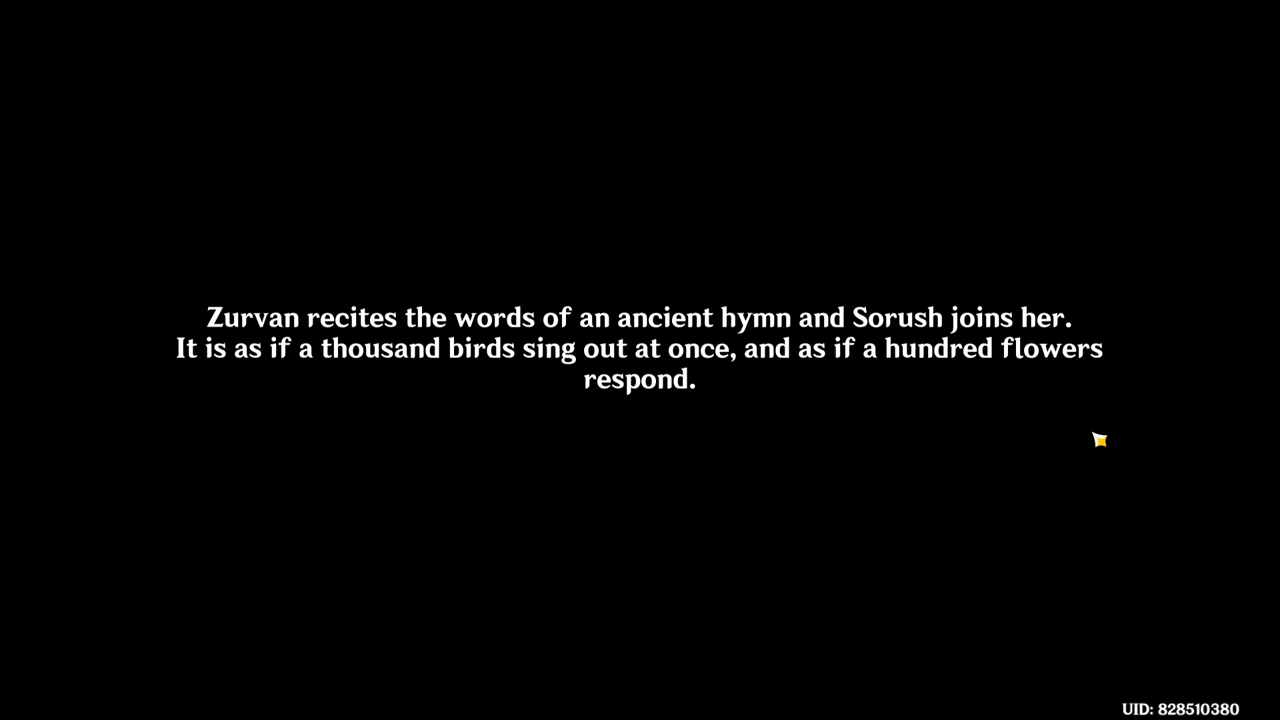 Zurvan recites the words of an ancient hymn and Sorush joins her.
It is as if a thousand birds sing out at once, and as if a hundred flowers
respond.
UID: 828510380